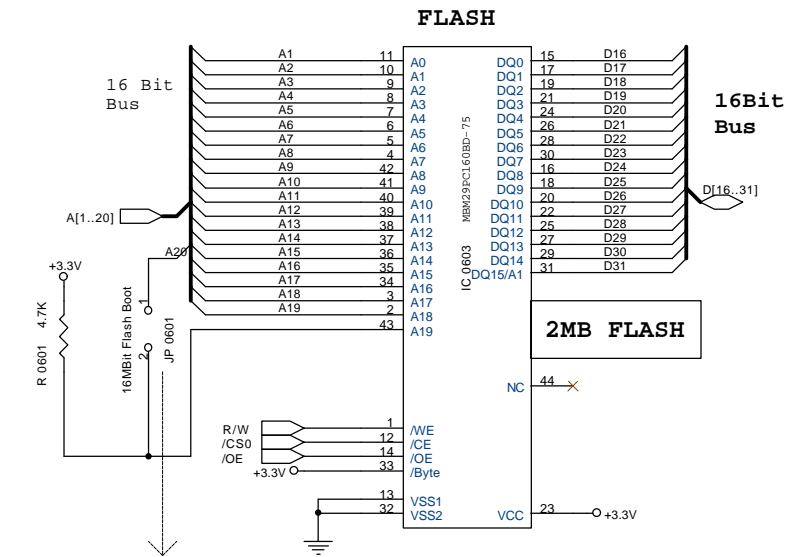 FLASH
16 Bit
Bus
16Bit
Bus
A1 11 A0 DQ0 15 D16
A2 10 A1 DQ1 17 D17
A3 9 A2 DQ2 19 D18
A4 8 A3 DQ3 21 D19
A5 7 A4 DQ4 24 D20
A6 6 A5 DQ5 26 D21
A7 5 A6 DQ6 28 D22
A8 4 A7 DQ7 30 D23
A9 42 A8 DQ8 16 D24
A10 41 A9 DQ9 18 D25
A11 40 A10 DQ10 20 D26
A12 39 A11 DQ11 22 D27
A13 38 A12 DQ12 25 D28
A14 37 A13 DQ13 27 D29
A15 36 A14 DQ14 29 D30
A16 35 A15 DQ15/A1 31 D31
A17 34 A16
A18 3 A17
A19 2 A18
43 A19
MBM29PC160BD-75
IC 0603
A[1..20]
A20
D[16..31]
+3.3V
R 0601 4.7K
16MBit Flash Boot
1
2
JP 0601
2MB FLASH
NC 44
R/W 1 /WE
/CS0 12 /CE
/OE 14 /OE
+3.3V 33 /Byte
13 VSS1
32 VSS2
VCC 23 +3.3V